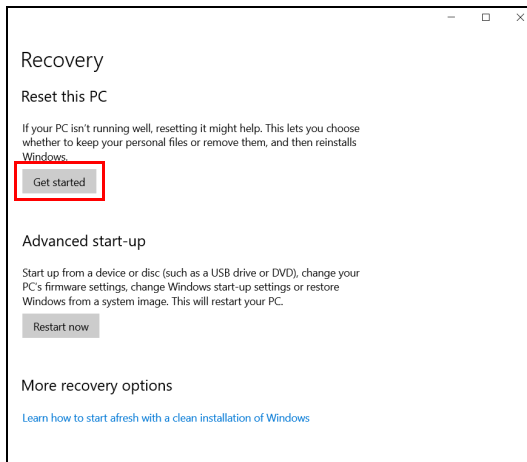 Recovery
Reset this PC
If your PC isn't running well, resetting it might help. This lets you choose
whether to keep your personal files or remove them, and then reinstalls
Windows.
Get started
Advanced start-up
Start up from a device or disc (such as a USB drive or DVD), change your
PC's firmware settings, change Windows start-up settings or restore
Windows from a system image. This will restart your PC.
Restart now
More recovery options
Learn how to start afresh with a clean installation of Windows